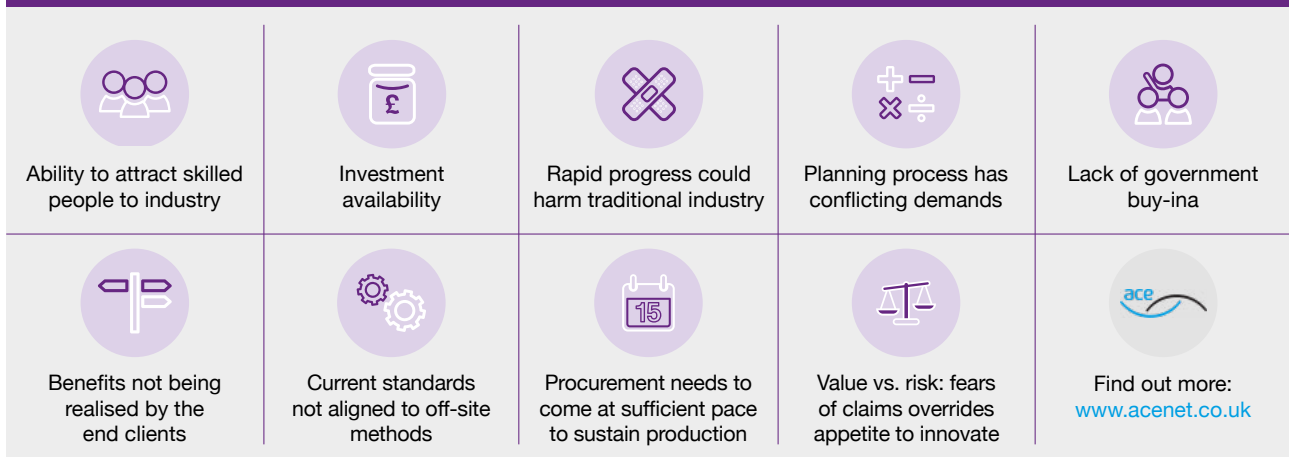 £
Ability to attract skilled
people to industry
Investment
availability
Rapid progress could
harm traditional industry
Planning process has
conflicting demands
Lack of government
buy-ina
Benefits not being
realised by the
end clients
Current standards
not aligned to off-site
methods
15
Procurement needs to
come at sufficient pace
to sustain production
Value vs. risk: fears
of claims overrides
appetite to innovate
ace
Find out more:
www.acenet.co.uk